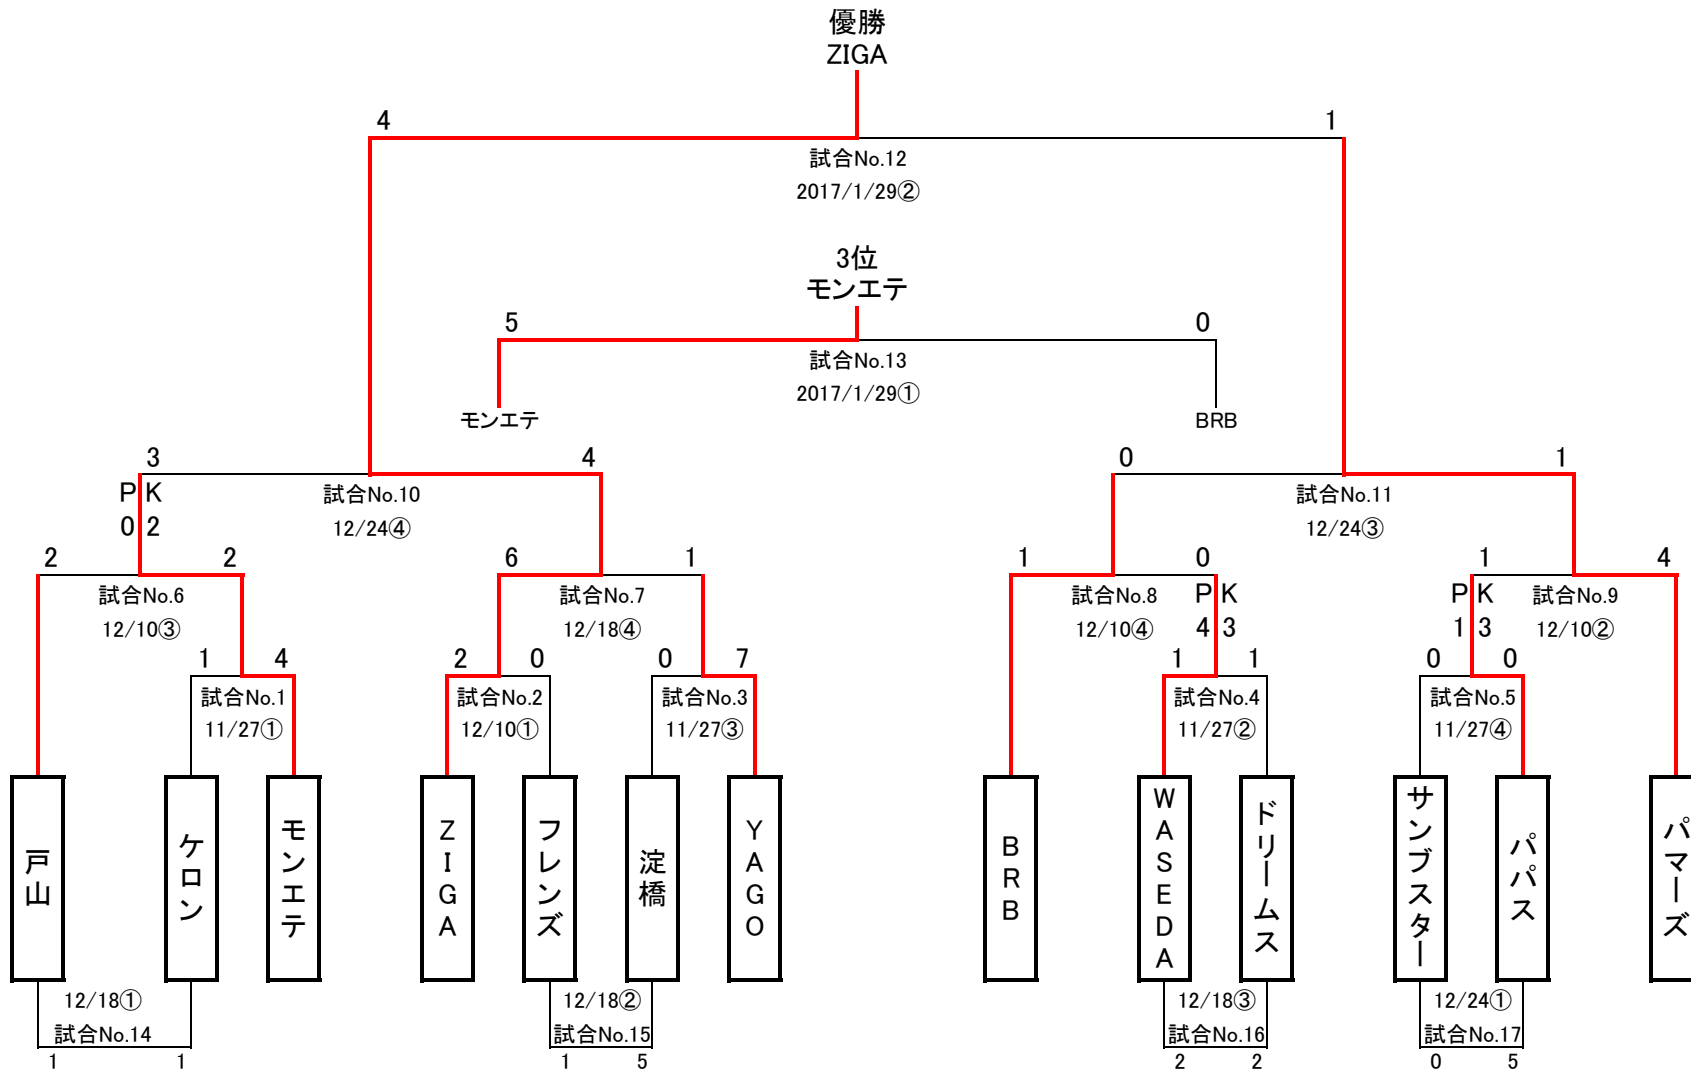 優勝
ZIGA
4 1
試合No.12
2017/1/29②
3位
モンエテ
5 0
試合No.13
2017/1/29①
モンエテ BRB
3 4 0 1
PK 試合No.10 試合No.11
0 2 12/24④ 12/24③
2 2 6 1 1 0 1 4
試合No.6 試合No.7 試合No.8 PK PK 試合No.9
12/10③ 12/18④ 12/10④ 4 3 1 3 12/10②
1 4 2 0 0 7 1 1 0 0
試合No.1 試合No.2 試合No.3 試合No.4 試合No.5
11/27① 12/10① 11/27③ 11/27② 11/27④
戸山
ケロン
モンエテ
ZIGA
フレンズ
淀橋
YAGO
BRB
WASEDA
ドリームス
サンブスター
パパス
パマーズ
12/18① 12/18② 12/18③ 12/24①
試合No.14 試合No.15 試合No.16 試合No.17
1 1 1 5 2 2 0 5